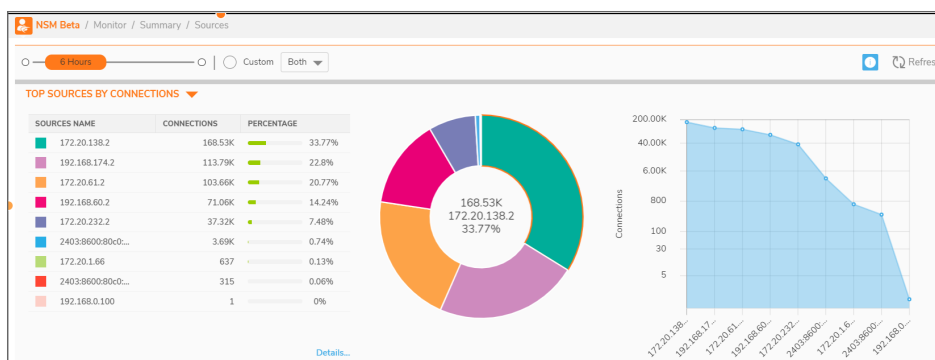 NSM Beta / Monitor / Summary / Sources
6 Hours Custom Both Refres
TOP SOURCES BY CONNECTIONS
SOURCES NAME CONNECTIONS PERCENTAGE
172.20.138.2 168.53K 33.77%
192.168.174.2 113.79K 22.8%
172.20.61.2 103.66K 20.77%
192.168.60.2 71.06K 14.24%
172.20.232.2 37.32K 7.48%
2403:8600:80c0:... 3.69K 0.74%
172.20.1.66 637 0.13%
2403:8600:80c0:... 315 0.06%
192.168.0.100 1 0%
Details...
168.53K
172.20.138.2
33.77%
Connections
200.00K
40.00K
6.00K
800
100
30
5
172.20.138...
192.168.17...
172.20.61...
192.168.60...
172.20.232...
2403:8600:...
172.20.1.6...
2403:8600:...
192.168.0...